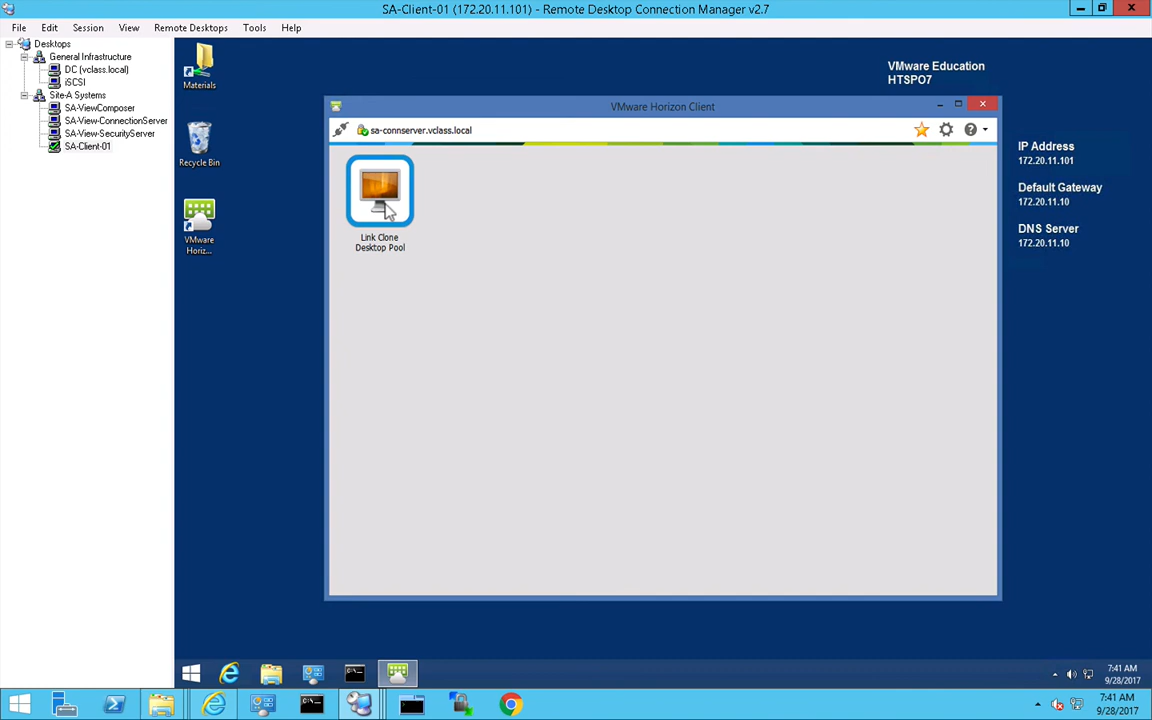 SA-Client-01 (172.20.11.101) - Remote Desktop Connection Manager v2.7
File Edit Session View Remote Desktops Tools Help
Desktops
General Infrastructure
DC (vclass.local)
iSCSI
Site-A Systems
SA-ViewComposer
SA-View-ConnectionServer
SA-View-SecurityServer
SA-Client-01
Materials
Recycle Bin
VMware
Horiz...
VMware Education
HTSPO7
IP Address
172.20.11.101
Default Gateway
172.20.11.10
DNS Server
172.20.11.10
VMware Horizon Client
sa-connserver.vclass.local
Link Clone
Desktop Pool
7:41 AM
9/28/2017
7:41 AM
9/28/2017